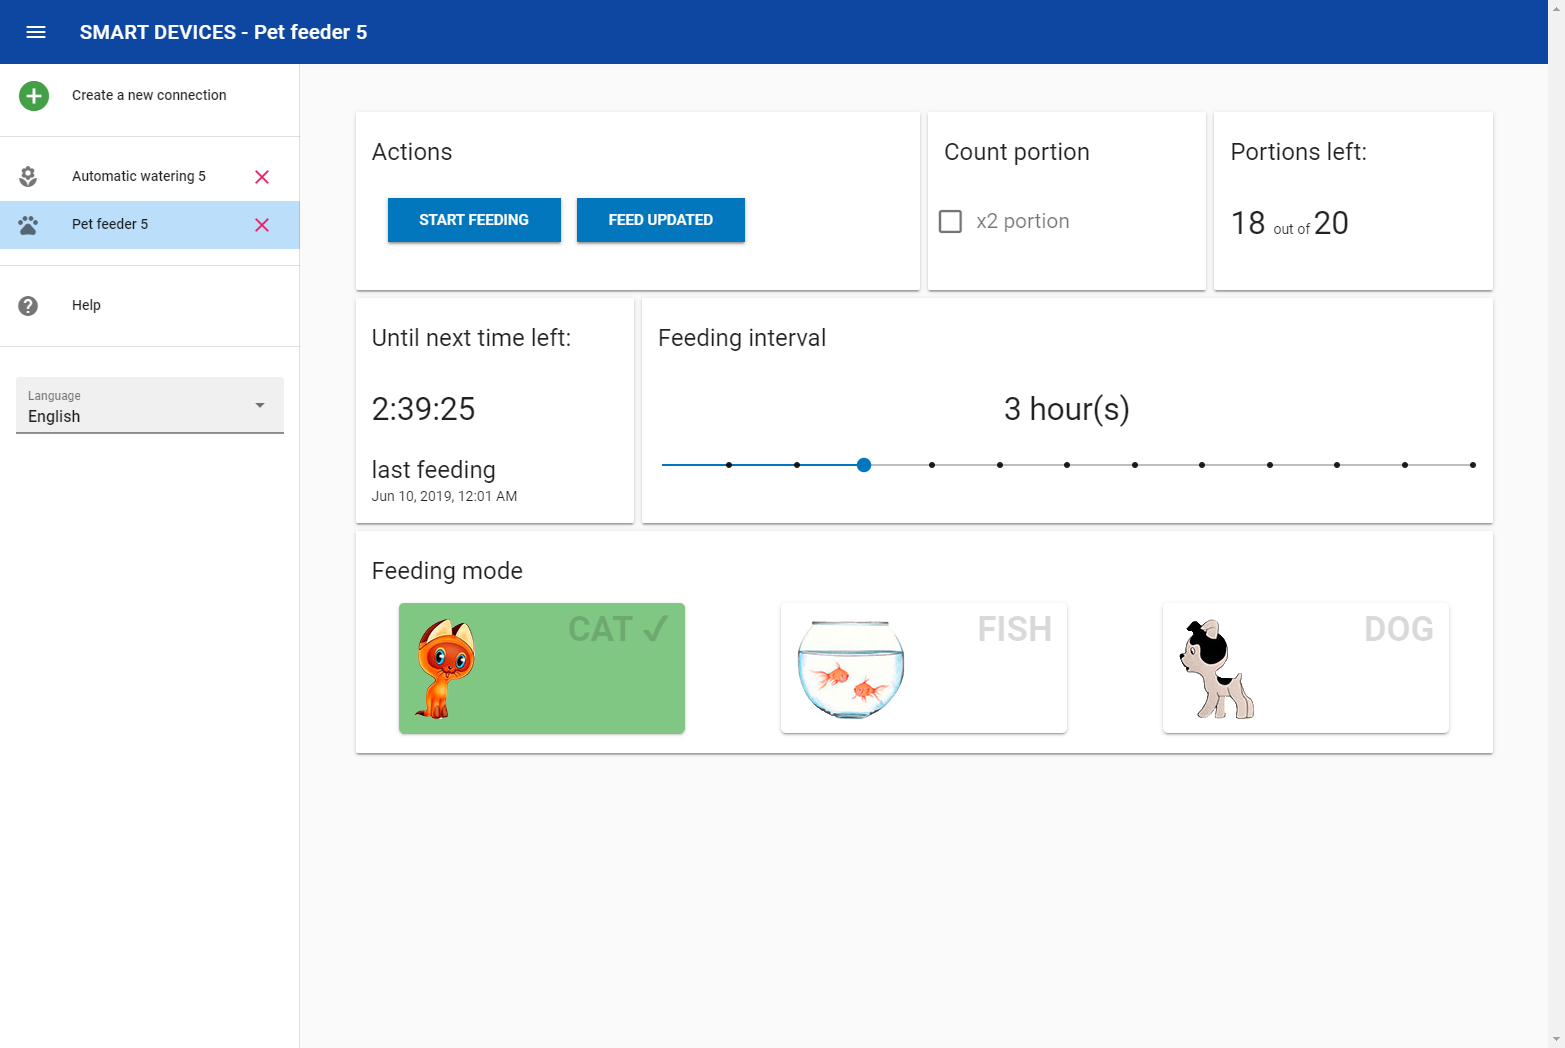 SMART DEVICES - Pet feeder 5
Create a new connection
Automatic watering 5
Pet feeder 5
Help
Language
English
Actions
START FEEDING
FEED UPDATED
Count portion
x2 portion
Portions left:
18 out of 20
Until next time left:
2:39:25
last feeding
Jun 10, 2019, 12:01 AM
Feeding interval
3 hour(s)
Feeding mode
CAT ✓
FISH
DOG